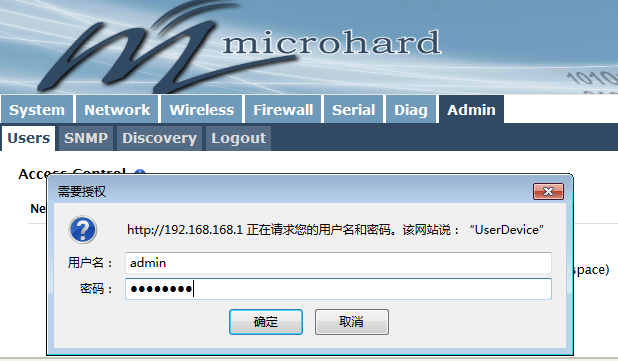 microhard
1010
System Network Wireless Firewall Serial Diag Admin
Users SNMP Discovery Logout
Access Control
需要授权
http://192.168.168.1 正在请求您的用户名和密码。该网站说：“UserDevice”
用户名： admin
密码： ●●●●●●●●
确定 取消
space)